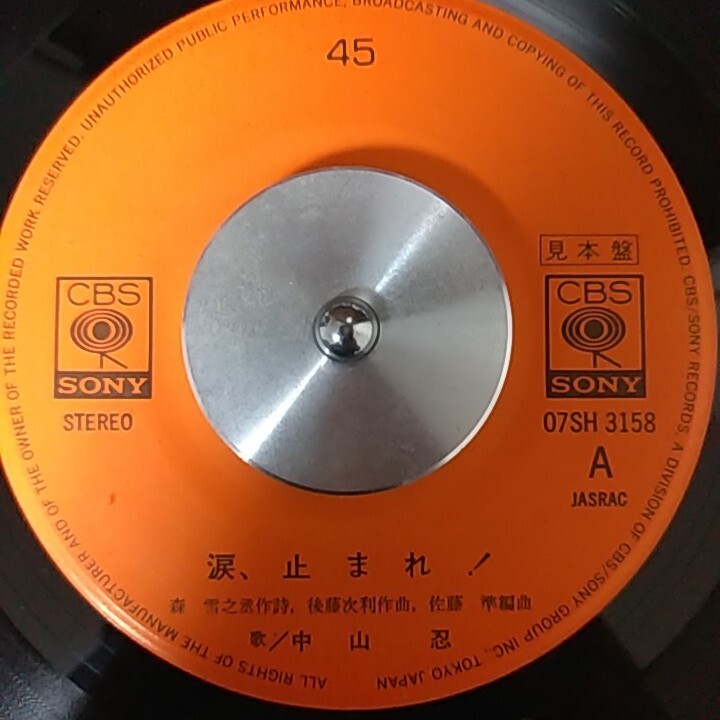 45
見本盤
CBS
SONY
STEREO
CBS
SONY
07SH 3158
A
JASRAC
涙、止まれ!
森 雪之丞作詩, 後藤次利作曲, 佐藤 準編曲
歌/中山 忍
ALL RIGHTS OF THE MANUFACTURER AND OF THE OWNER OF THE RECORDED WORK RESERVED. UNAUTHORIZED PUBLIC PERFORMANCE, BROADCASTING AND COPYING OF THIS RECORD PROHIBITED. CBS/SONY RECORDS, A DIVISION OF CBS/SONY GROUP INC., TOKYO JAPAN